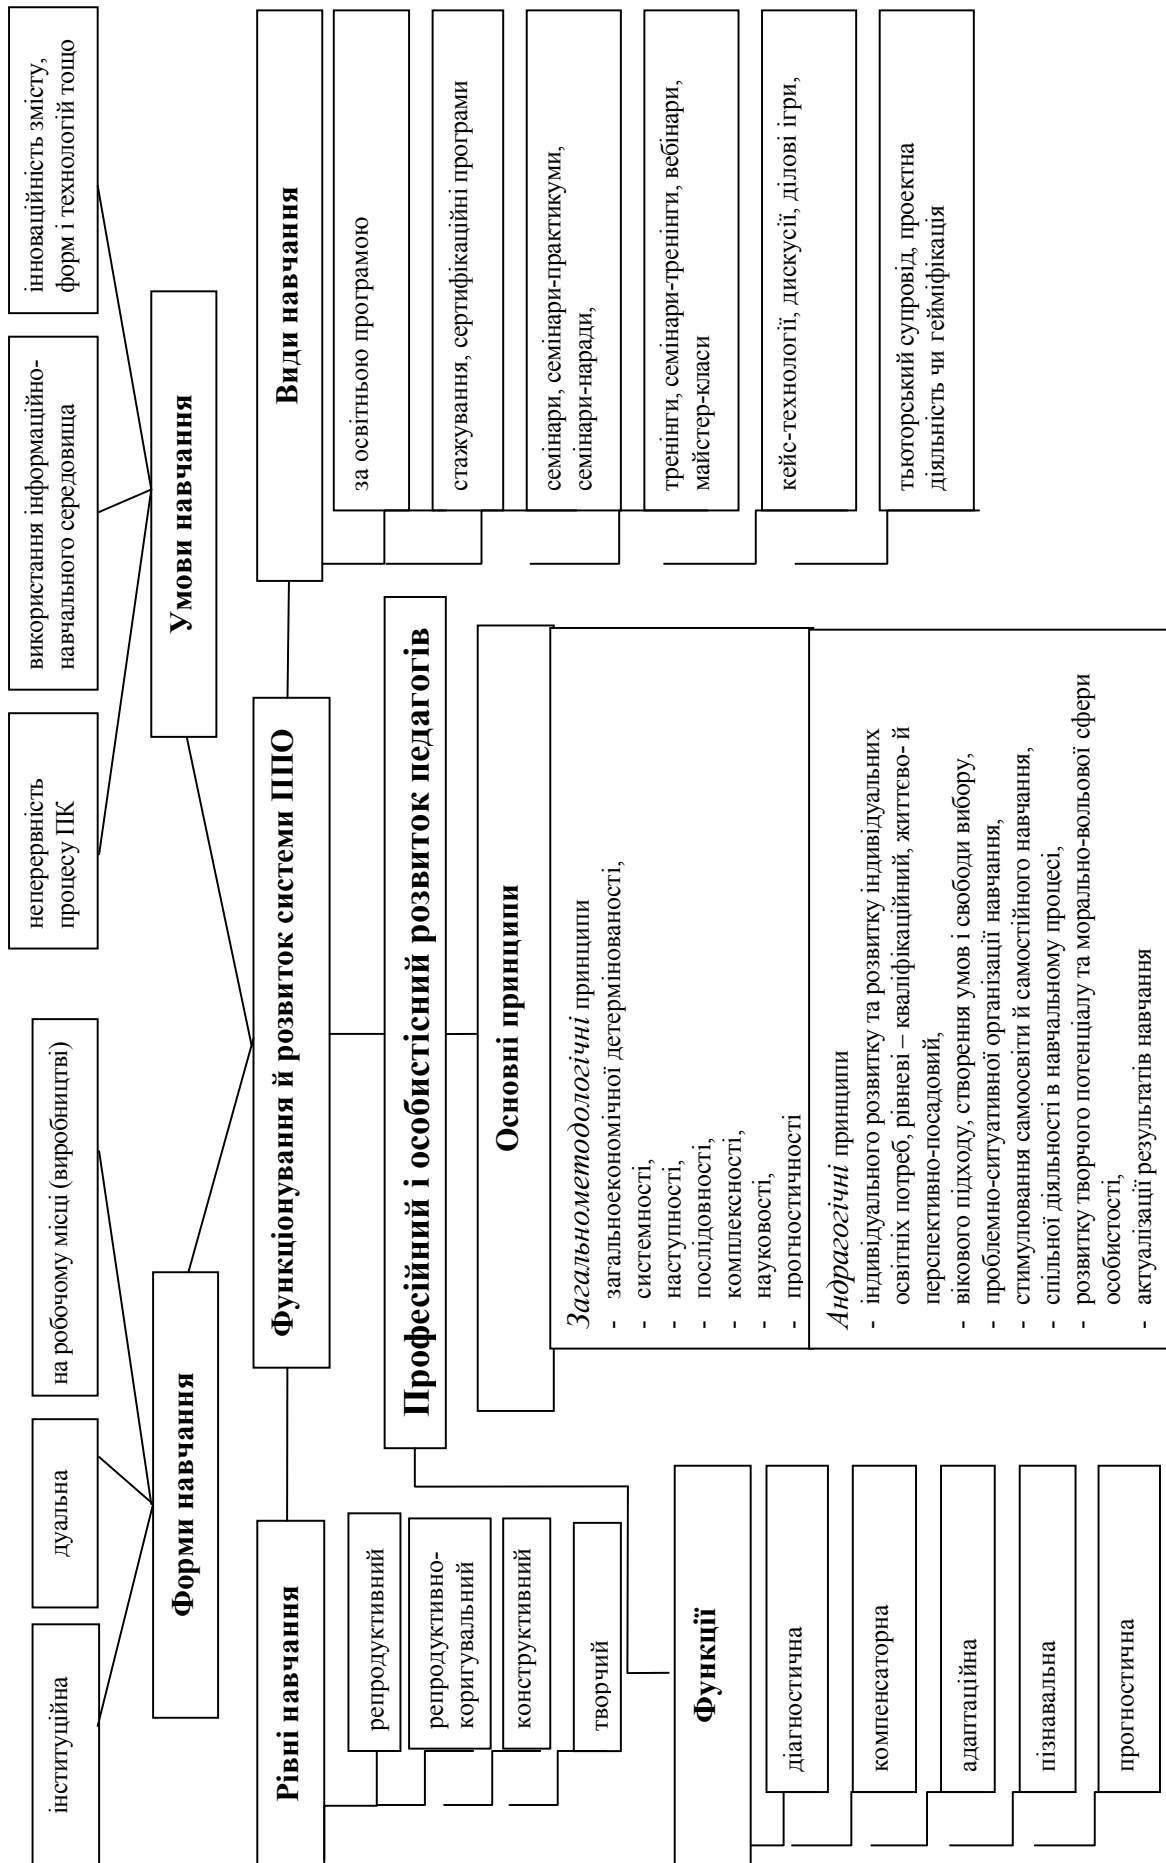 інституційна
дуальна
на робочому місці (виробництві)
неперервність
процесу ПК
використання інформаційно-
навчального середовища
інноваційність змісту,
форм і технологій тощо
Форми навчання
Умови навчання
Рівні навчання
Функціонування й розвиток системи ППО
Види навчання
репродуктивний
репродуктивно-
коригувальний
конструктивний
творчий
Професійний і особистісний розвиток педагогів
за освітньою програмою
стажування, сертифікаційні програми
семінари, семінари-практикуми,
семінари-наради,
тренінги, семінари-тренінги, вебінари,
майстер-класи
кейс-технології, дискусії, ділові ігри,
тьюторський супровід, проектна
діяльність чи гейміфікація
Основні принципи
Загальнометодологічні принципи
- загальноекономічної детермінованості,
- системності,
- наступності,
- послідовності,
- комплексності,
- науковості,
- прогностичності
Андрагогічні принципи
- індивідуального розвитку та розвитку індивідуальних
освітніх потреб, рівневі – кваліфікаційний, життєво- й
перспективно-посадовий,
- вікового підходу, створення умов і свободи вибору,
- проблемно-ситуативної організації навчання,
- стимулювання самоосвіти й самостійного навчання,
- спільної діяльності в навчальному процесі,
- розвитку творчого потенціалу та морально-вольової сфери
особистості,
- актуалізації результатів навчання
Функції
діагностична
компенсаторна
адаптаційна
пізнавальна
прогностична